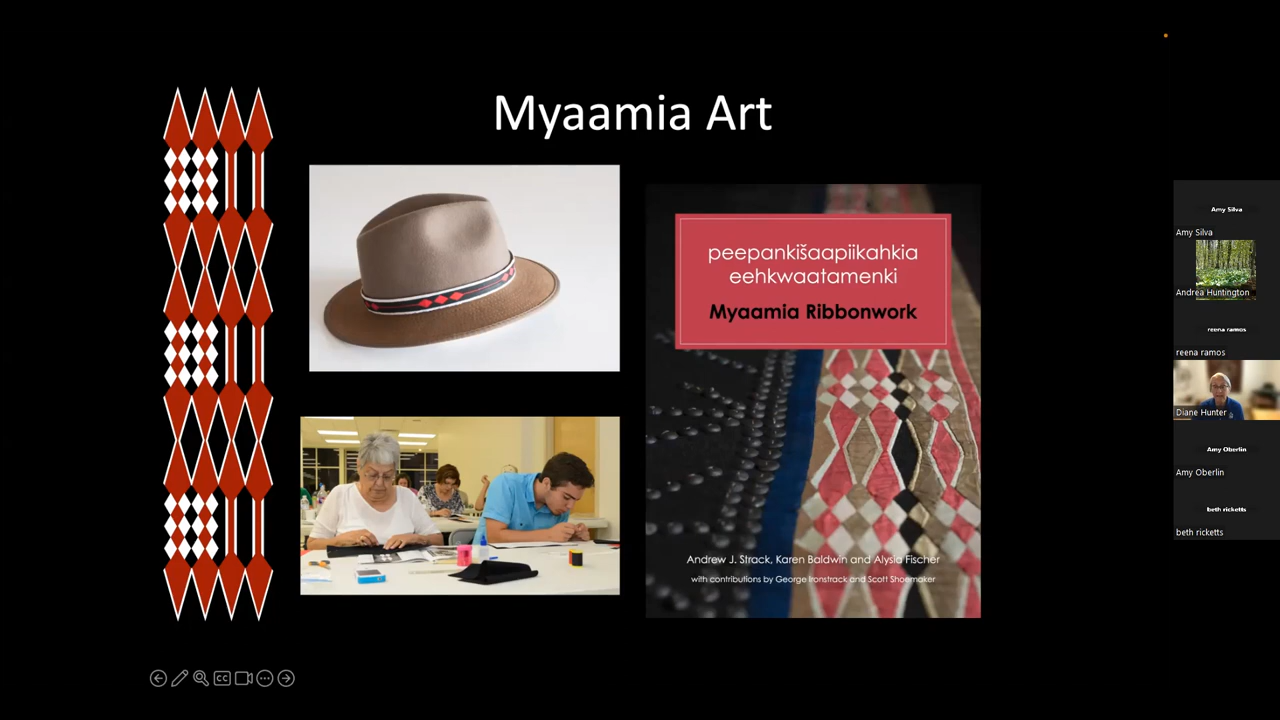 Myaamia Art
peepankišaapiikahkia
eehkwaatamenki
Myaamia Ribbonwork
Andrew J. Strack, Karen Baldwin and Alysia Fischer
with contributions by George Ironstrack and Scott Shoemaker
Amy Silva
Amy Silva
Andrea Huntington
reena ramos
reena ramos
Diane Hunter
Amy Oberlin
Amy Oberlin
beth ricketts
beth ricketts
CC